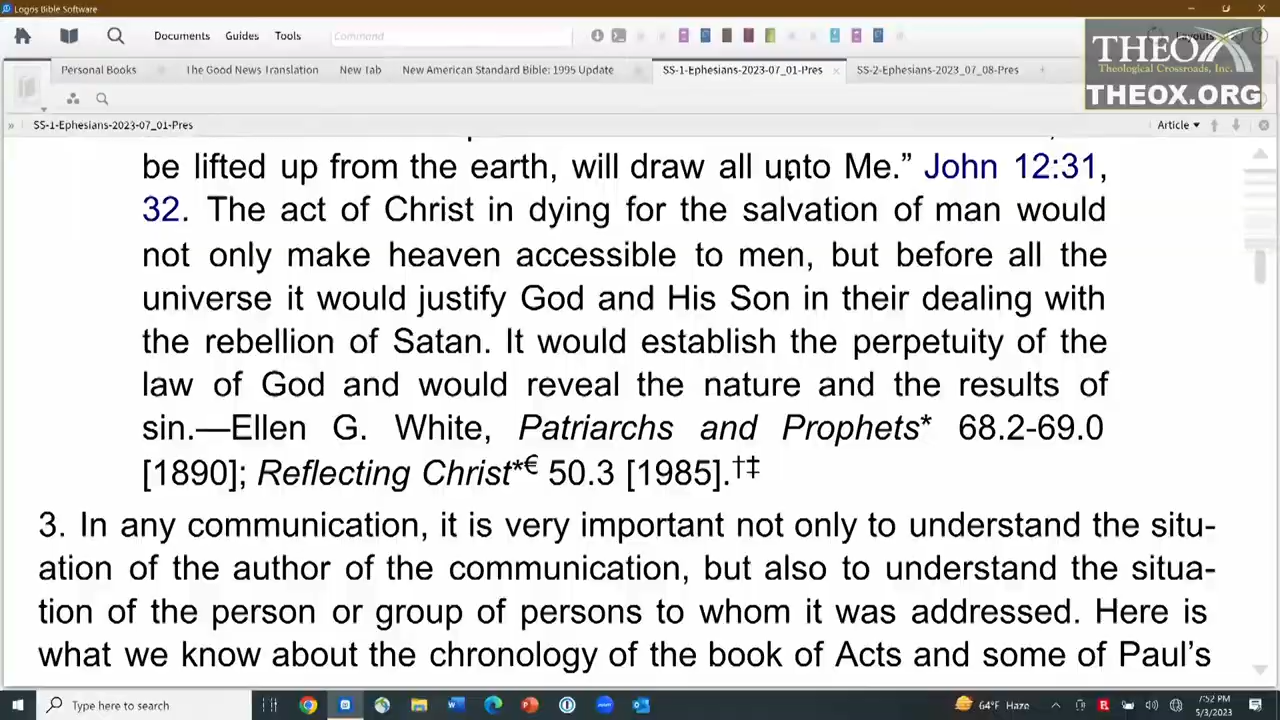 Logos Bible Software
Documents Guides Tools Command Layouts
THEOX
Theological Crossroads, Inc.
THEOX.ORG
Personal Books The Good News Translation New Tab SS-1-Ephesians-2023-07_01-Pres SS-2-Ephesians-2023_07_08-Pres
» SS-1-Ephesians-2023-07_01-Pres Article
be lifted up from the earth, will draw all unto Me.” John 12:31,
32. The act of Christ in dying for the salvation of man would
not only make heaven accessible to men, but before all the
universe it would justify God and His Son in their dealing with
the rebellion of Satan. It would establish the perpetuity of the
law of God and would reveal the nature and the results of
sin.—Ellen G. White, Patriarchs and Prophets* 68.2-69.0
[1890]; Reflecting Christ*€ 50.3 [1985].†‡
3. In any communication, it is very important not only to understand the situ-
ation of the author of the communication, but also to understand the situa-
tion of the person or group of persons to whom it was addressed. Here is
what we know about the chronology of the book of Acts and some of Paul’s
Type here to search 64°F Haze 7:52 PM
5/3/2023